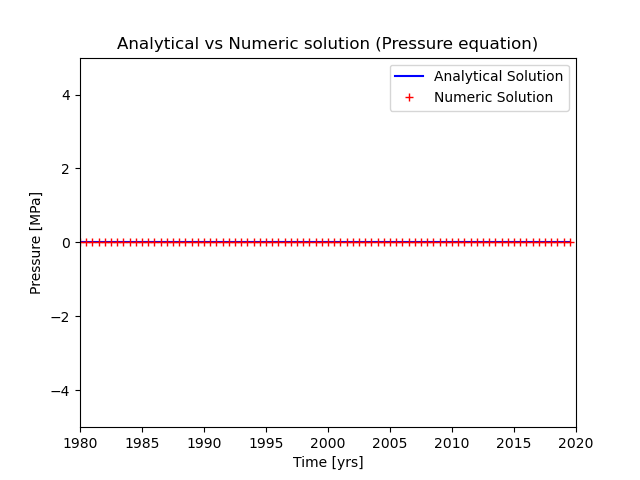 Analytical vs Numeric solution (Pressure equation)
Analytical Solution
Numeric Solution
4
2
0
−2
−4
Pressure [MPa]
1980 1985 1990 1995 2000 2005 2010 2015 2020
Time [yrs]